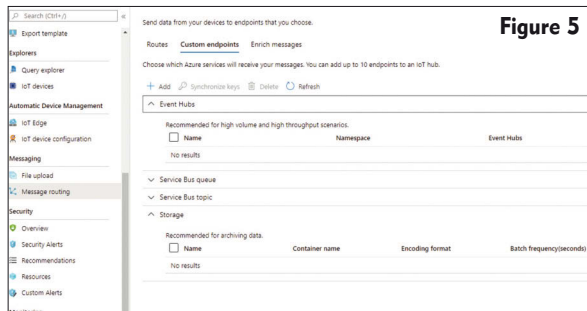 Figure 5
Search (Ctrl+/)
«
Export template
Explorers
Query explorer
IoT devices
Automatic Device Management
IoT Edge
IoT device configuration
Messaging
File upload
Message routing
Security
Overview
Security Alerts
Recommendations
Resources
Custom Alerts
Send data from your devices to endpoints that you choose.
Routes Custom endpoints Enrich messages
Choose which Azure services will receive your messages. You can add up to 10 endpoints to an IoT hub.
Add Synchronize keys Delete Refresh
Event Hubs
Recommended for high volume and high throughput scenarios.
Name Namespace Event Hubs
No results
Service Bus queue
Service Bus topic
Storage
Recommended for archiving data.
Name Container name Encoding format Batch frequency(seconds)
No results